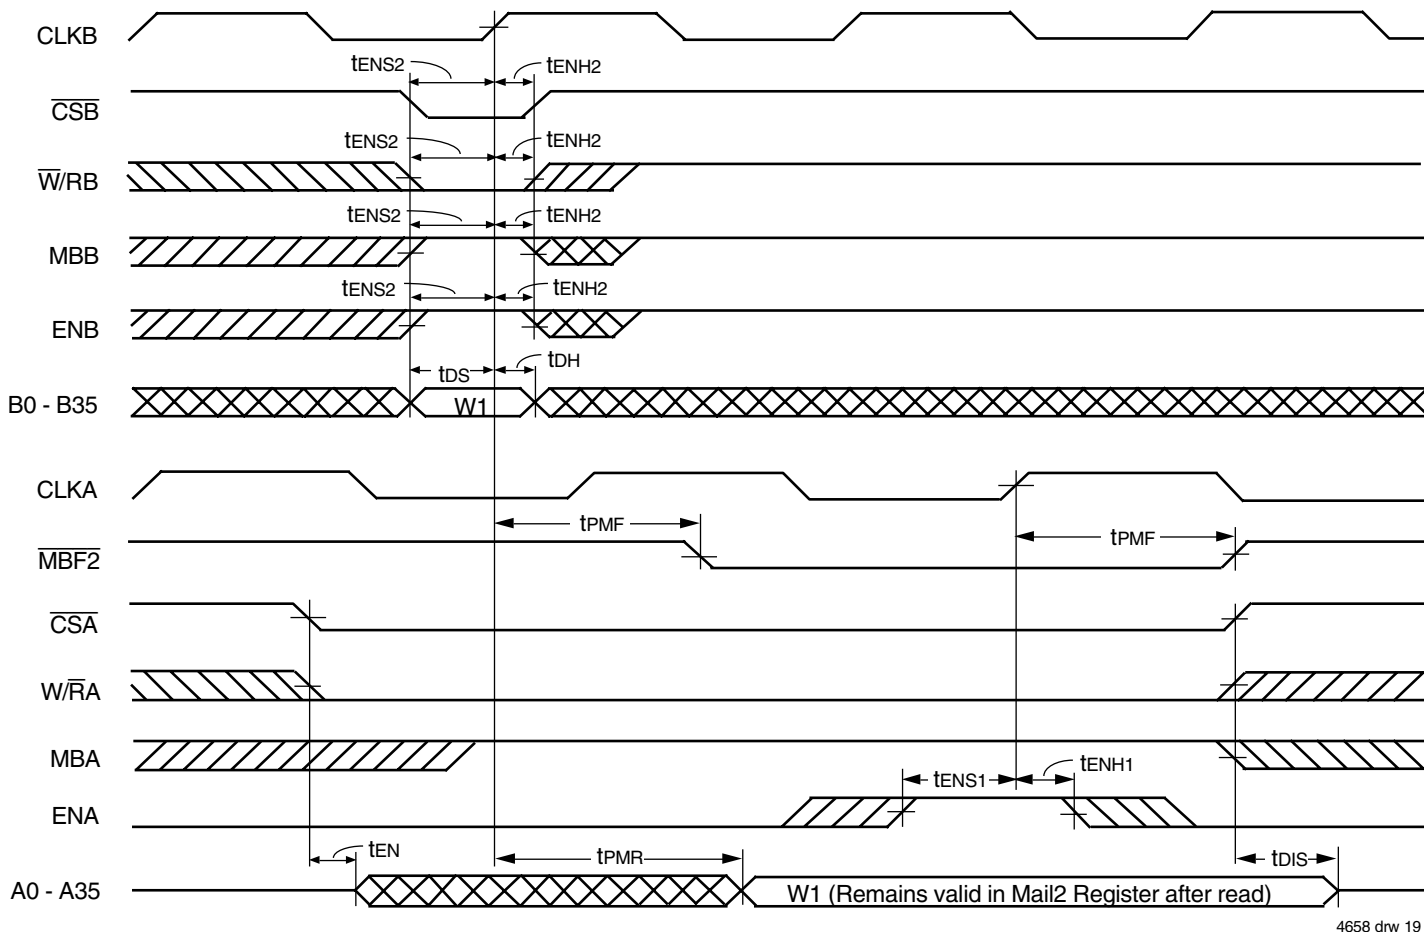 CLKB
tENS2
tENH2
CSB
tENS2
tENH2
W/RB
tENS2
tENH2
MBB
tENS2
tENH2
ENB
tDS
tDH
B0 - B35
W1
CLKA
tPMF
tPMF
MBF2
CSA
W/RA
MBA
tENS1
tENH1
ENA
tEN
tPMR
tDIS
A0 - A35
W1 (Remains valid in Mail2 Register after read)
4658 drw 19